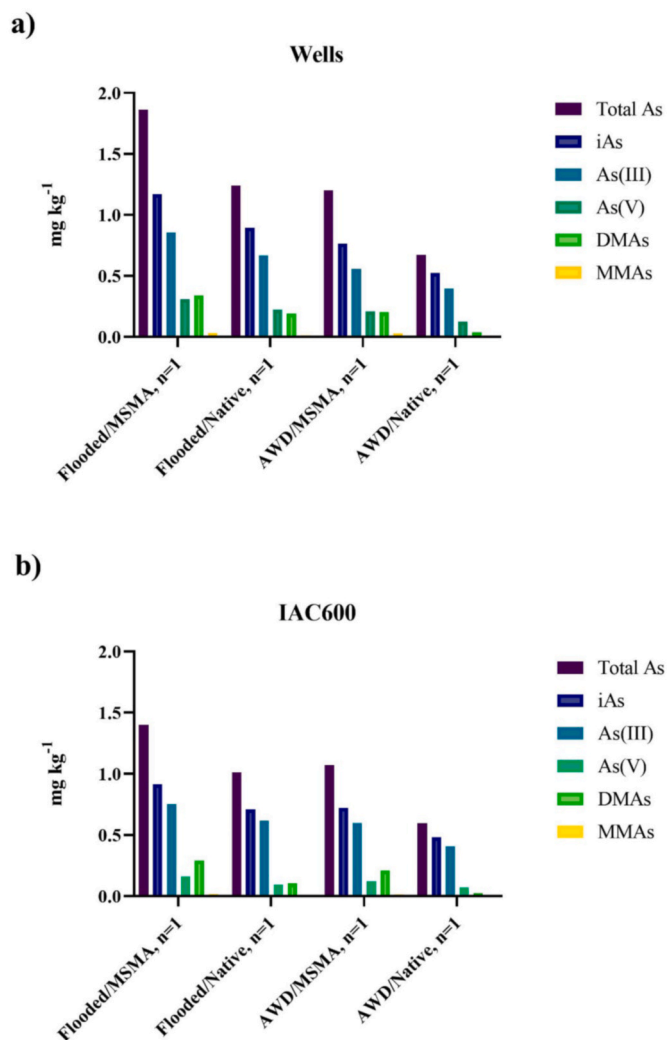 a)
Wells
2.0
1.5
1.0
0.5
0.0
mg kg⁻¹
Flooded/MSMA, n=1
Flooded/Native, n=1
AWD/MSMA, n=1
AWD/Native, n=1
Total As
iAs
As(III)
As(V)
DMAs
MMAs
b)
IAC600
2.0
1.5
1.0
0.5
0.0
mg kg⁻¹
Flooded/MSMA, n=1
Flooded/Native, n=1
AWD/MSMA, n=1
AWD/Native, n=1
Total As
iAs
As(III)
As(V)
DMAs
MMAs